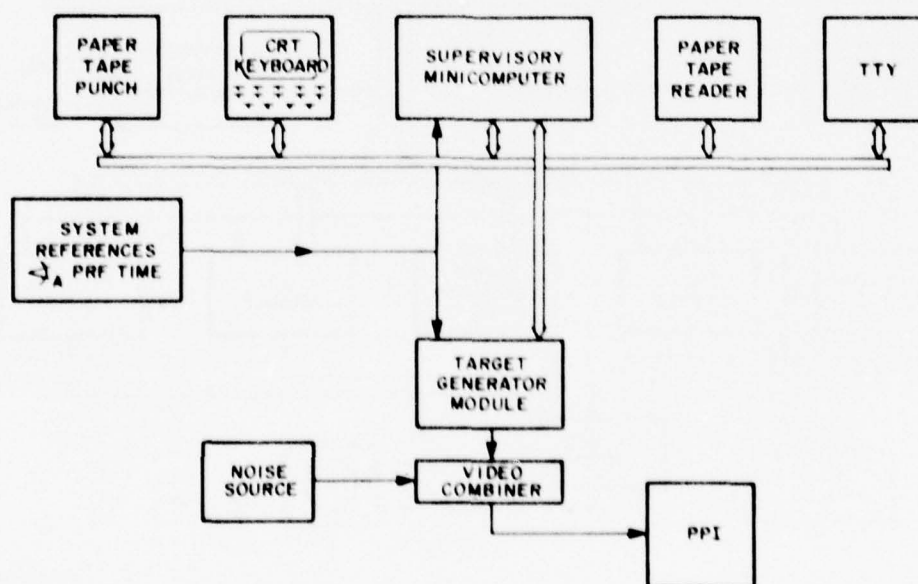 PAPER
TAPE
PUNCH
CRT
KEYBOARD
SUPERVISORY
MINICOMPUTER
PAPER
TAPE
READER
TTY
SYSTEM
REFERENCES
∢A PRF TIME
TARGET
GENERATOR
MODULE
NOISE
SOURCE
VIDEO
COMBINER
PPI